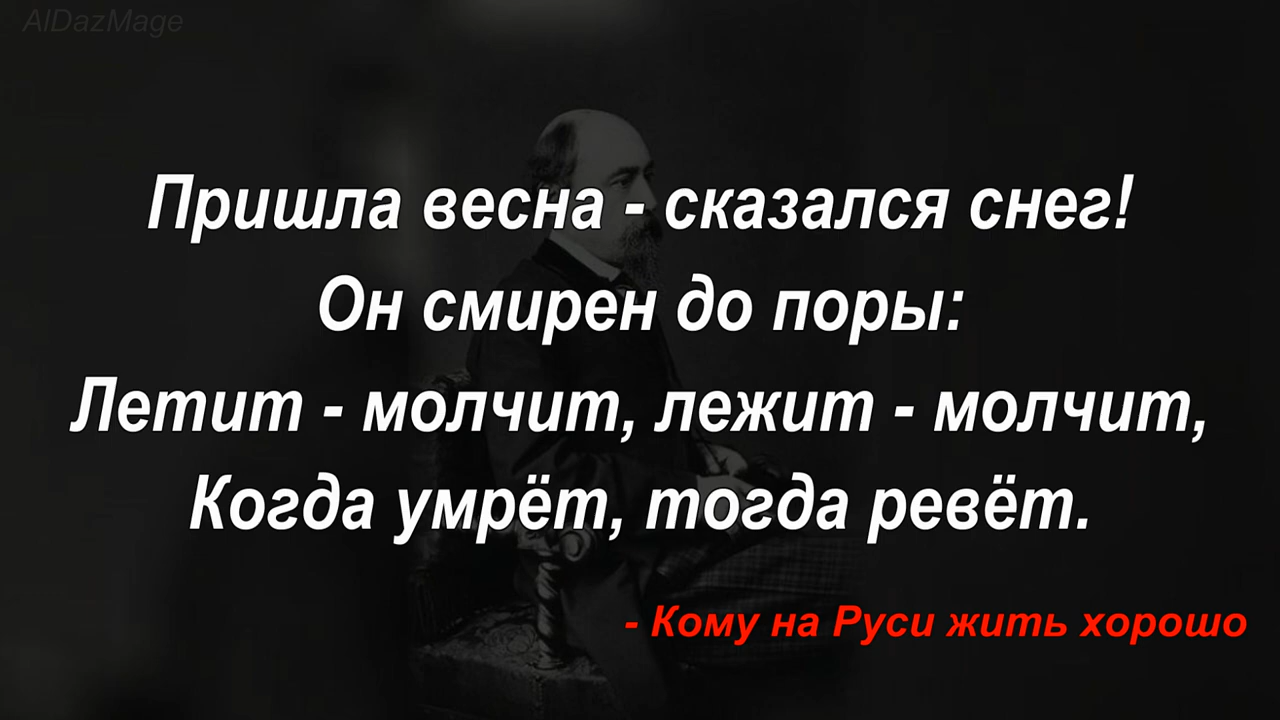 AlDazMage
Пришла весна - сказался снег!
Он смирен до поры:
Летит - молчит, лежит - молчит,
Когда умрёт, тогда ревёт.
- Кому на Руси жить хорошо